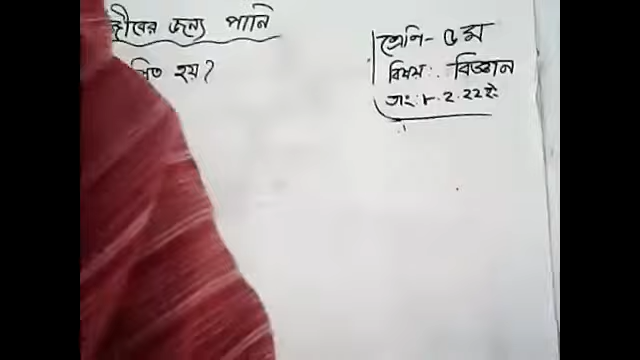 জীবের জন্য পানি
হয়?
শ্রেণি - ৫ম
বিষয়: বিজ্ঞান
তাং: ৮.২.২২ইং